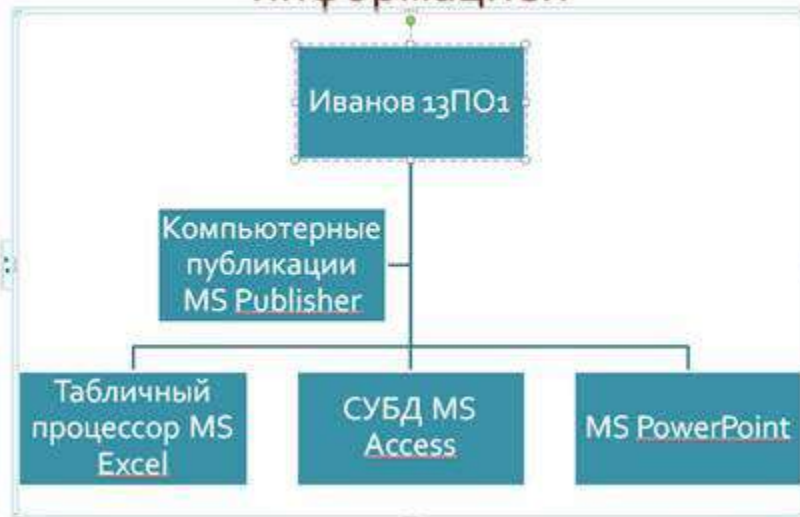 Иванов 13ПО1
Компьютерные
публикации
MS Publisher
Табличный
процессор MS
Excel
СУБД MS
Access
MS PowerPoint